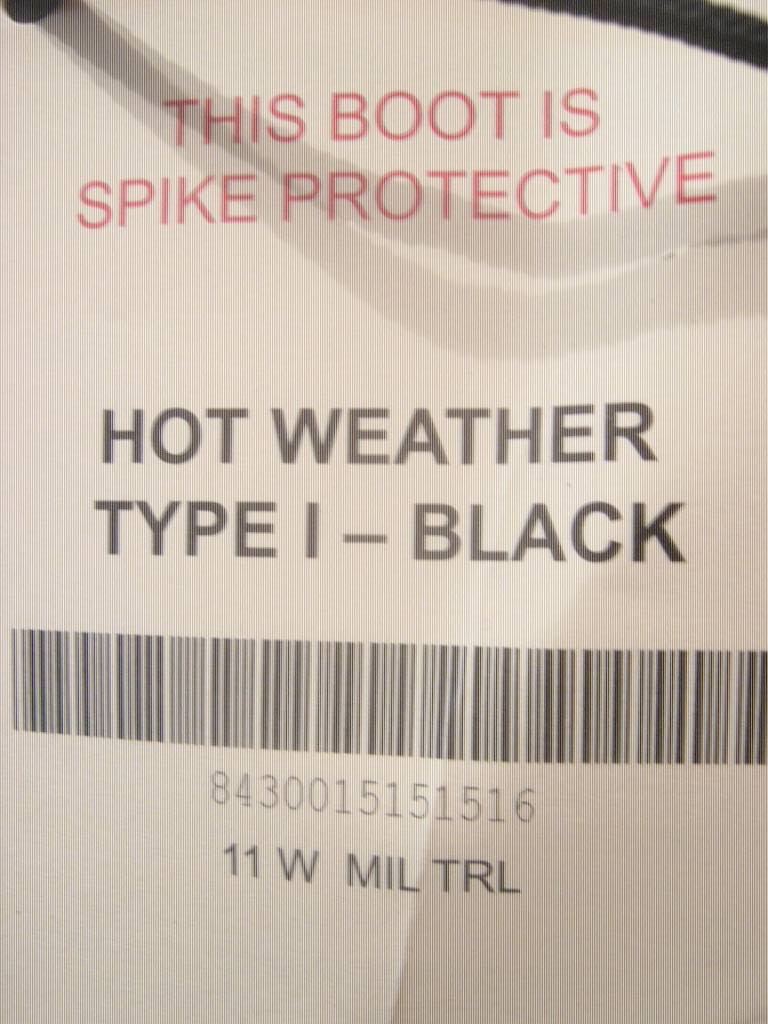 THIS BOOT IS
SPIKE PROTECTIVE
HOT WEATHER
TYPE I – BLACK
8430015151516
11 W MIL TRL